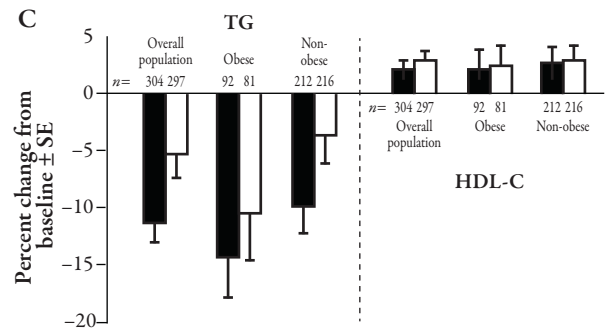 C
TG
Overall
population
Obese
Non-
obese
n= 304 297 92 81 212 216
5
0
−5
−10
−15
−20
Percent change from
baseline ± SE
n= 304 297 92 81 212 216
Overall
population
Obese
Non-obese
HDL-C